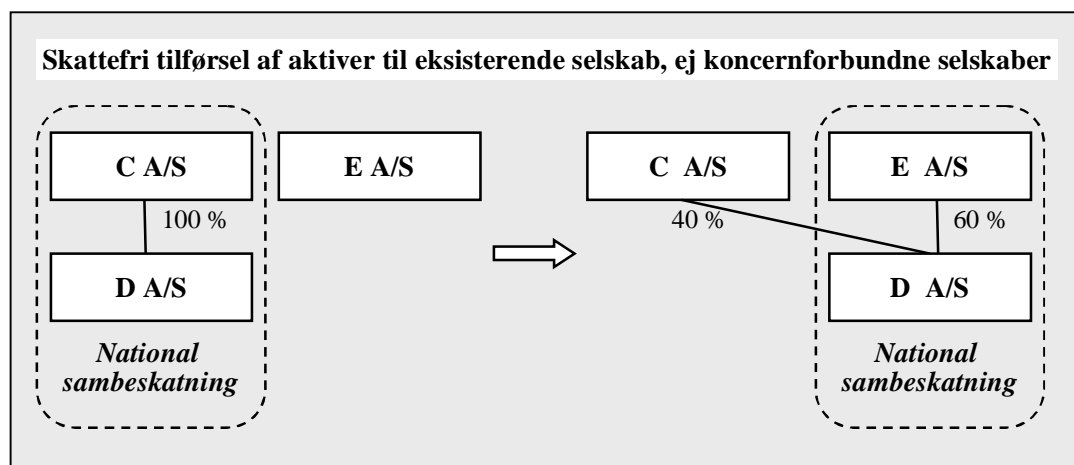 Skattefri tilførsel af aktiver til eksisterende selskab, ej koncernforbundne selskaber
C A/S
E A/S
100 %
D A/S
National
sambeskatning
C A/S
E A/S
40 %
60 %
D A/S
National
sambeskatning